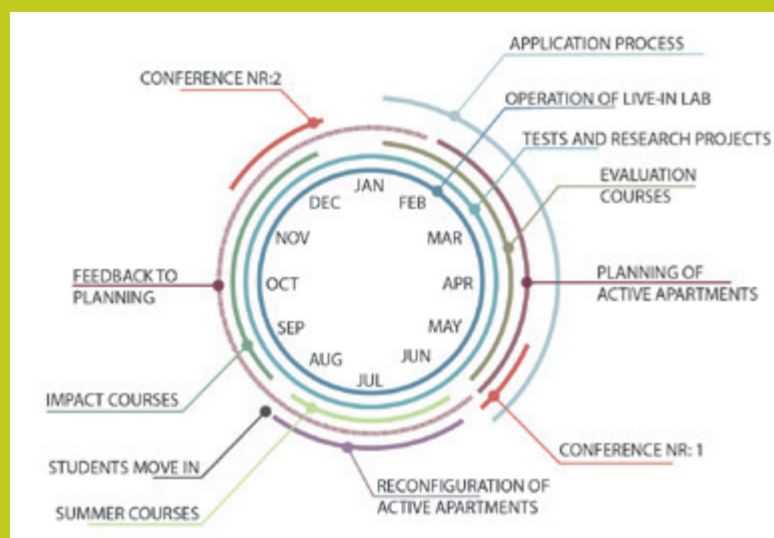 APPLICATION PROCESS
CONFERENCE NR:2
OPERATION OF LIVE-IN LAB
TESTS AND RESEARCH PROJECTS
EVALUATION
COURSES
JAN
FEB
MAR
APR
MAY
JUN
JUL
AUG
SEP
OCT
NOV
DEC
FEEDBACK TO
PLANNING
PLANNING OF
ACTIVE APARTMENTS
IMPACT COURSES
CONFERENCE NR: 1
STUDENTS MOVE IN
RECONFIGURATION OF
ACTIVE APARTMENTS
SUMMER COURSES